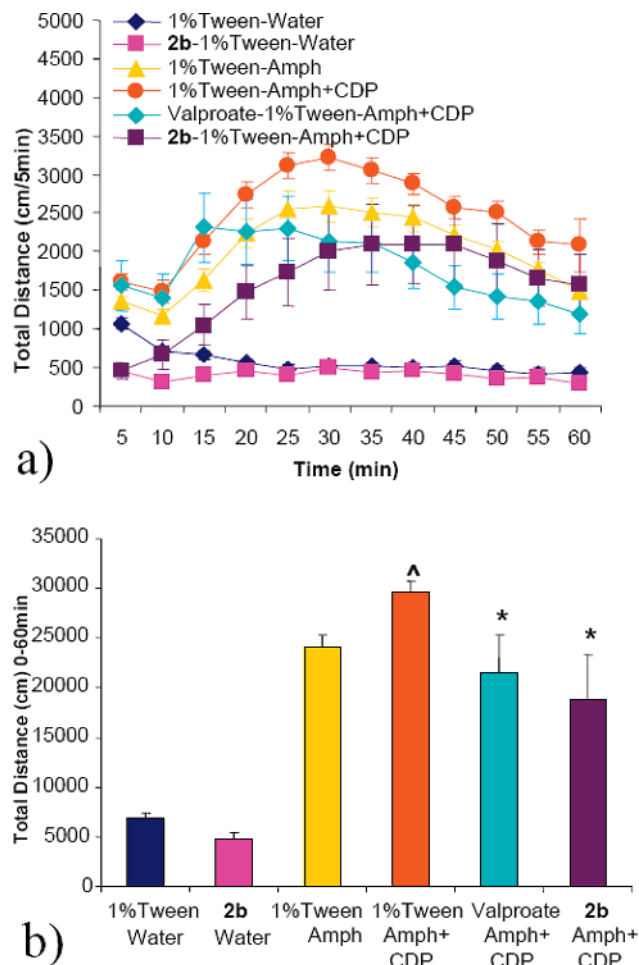 5000
4500
4000
3500
3000
2500
2000
1500
1000
500
0
Total Distance (cm/5min)
1%Tween-Water
2b-1%Tween-Water
1%Tween-Amph
1%Tween-Amph+CDP
Valproate-1%Tween-Amph+CDP
2b-1%Tween-Amph+CDP
5 10 15 20 25 30 35 40 45 50 55 60
Time (min)
a)
35000
30000
25000
20000
15000
10000
5000
0
Total Distance (cm) 0-60min
^
*
*
1%Tween 2b 1%Tween 1%Tween Valproate 2b
Water Water Amph Amph+ Amph+ Amph+
CDP CDP CDP
b)